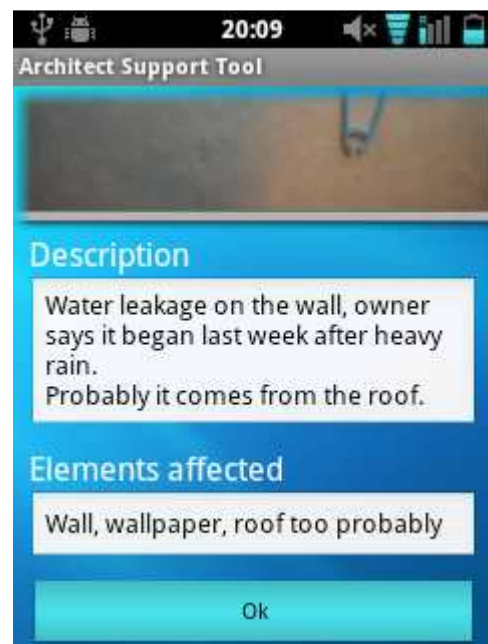 20:09
Architect Support Tool
Description
Water leakage on the wall, owner
says it began last week after heavy
rain.
Probably it comes from the roof.
Elements affected
Wall, wallpaper, roof too probably
Ok